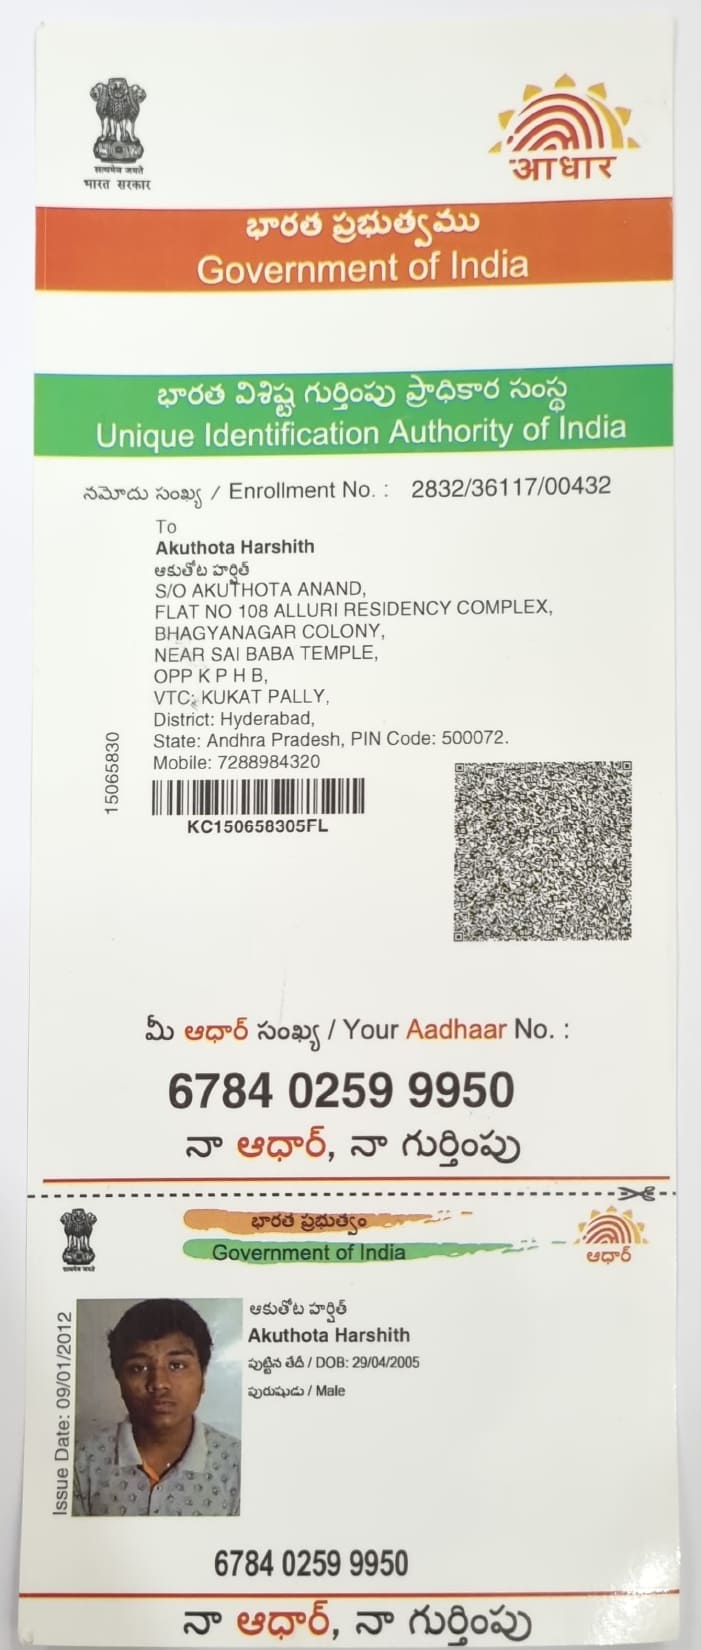 सत्यमेव जयते
भारत सरकार
आधार
భారత ప్రభుత్వము
Government of India
భారత విశిష్ట గుర్తింపు ప్రాధికార సంస్థ
Unique Identification Authority of India
నమోదు సంఖ్య / Enrollment No. : 2832/36117/00432
To
Akuthota Harshith
ఆకుతోట హర్షిత్
S/O AKUTHOTA ANAND,
FLAT NO 108 ALLURI RESIDENCY COMPLEX,
BHAGYANAGAR COLONY,
NEAR SAI BABA TEMPLE,
OPP K P H B,
VTC: KUKAT PALLY,
District: Hyderabad,
State: Andhra Pradesh, PIN Code: 500072.
Mobile: 7288984320
15065830
KC150658305FL
మీ ఆధార్ సంఖ్య / Your Aadhaar No. :
6784 0259 9950
నా ఆధార్, నా గుర్తింపు
భారత ప్రభుత్వం
Government of India
सत्यमेव जयते
ఆధార్
ఆకుతోట హర్షిత్
Akuthota Harshith
పుట్టిన తేదీ / DOB: 29/04/2005
పురుషుడు / Male
Issue Date: 09/01/2012
6784 0259 9950
నా ఆధార్, నా గుర్తింపు